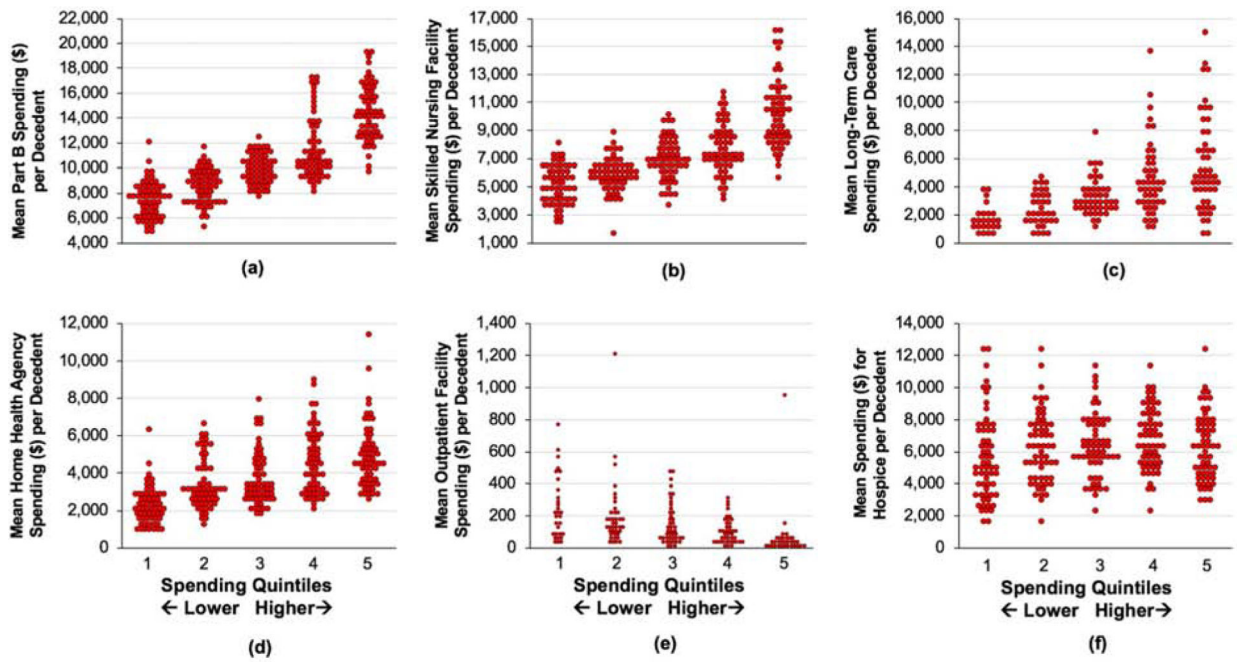 Mean Part B Spending ($)
per Decedent
22,000
20,000
18,000
16,000
14,000
12,000
10,000
8,000
6,000
4,000
(a)
Mean Skilled Nursing Facility
Spending ($) per Decedent
17,000
15,000
13,000
11,000
9,000
7,000
5,000
3,000
1,000
(b)
Mean Long-Term Care
Spending ($) per Decedent
16,000
14,000
12,000
10,000
8,000
6,000
4,000
2,000
0
(c)
Mean Home Health Agency
Spending ($) per Decedent
12,000
10,000
8,000
6,000
4,000
2,000
0
1 2 3 4 5
Spending Quintiles
← Lower Higher→
(d)
Mean Outpatient Facility
Spending ($) per Decedent
1,400
1,200
1,000
800
600
400
200
0
1 2 3 4 5
Spending Quintiles
← Lower Higher→
(e)
Mean Spending ($) for
Hospice per Decedent
14,000
12,000
10,000
8,000
6,000
4,000
2,000
0
1 2 3 4 5
Spending Quintiles
← Lower Higher→
(f)